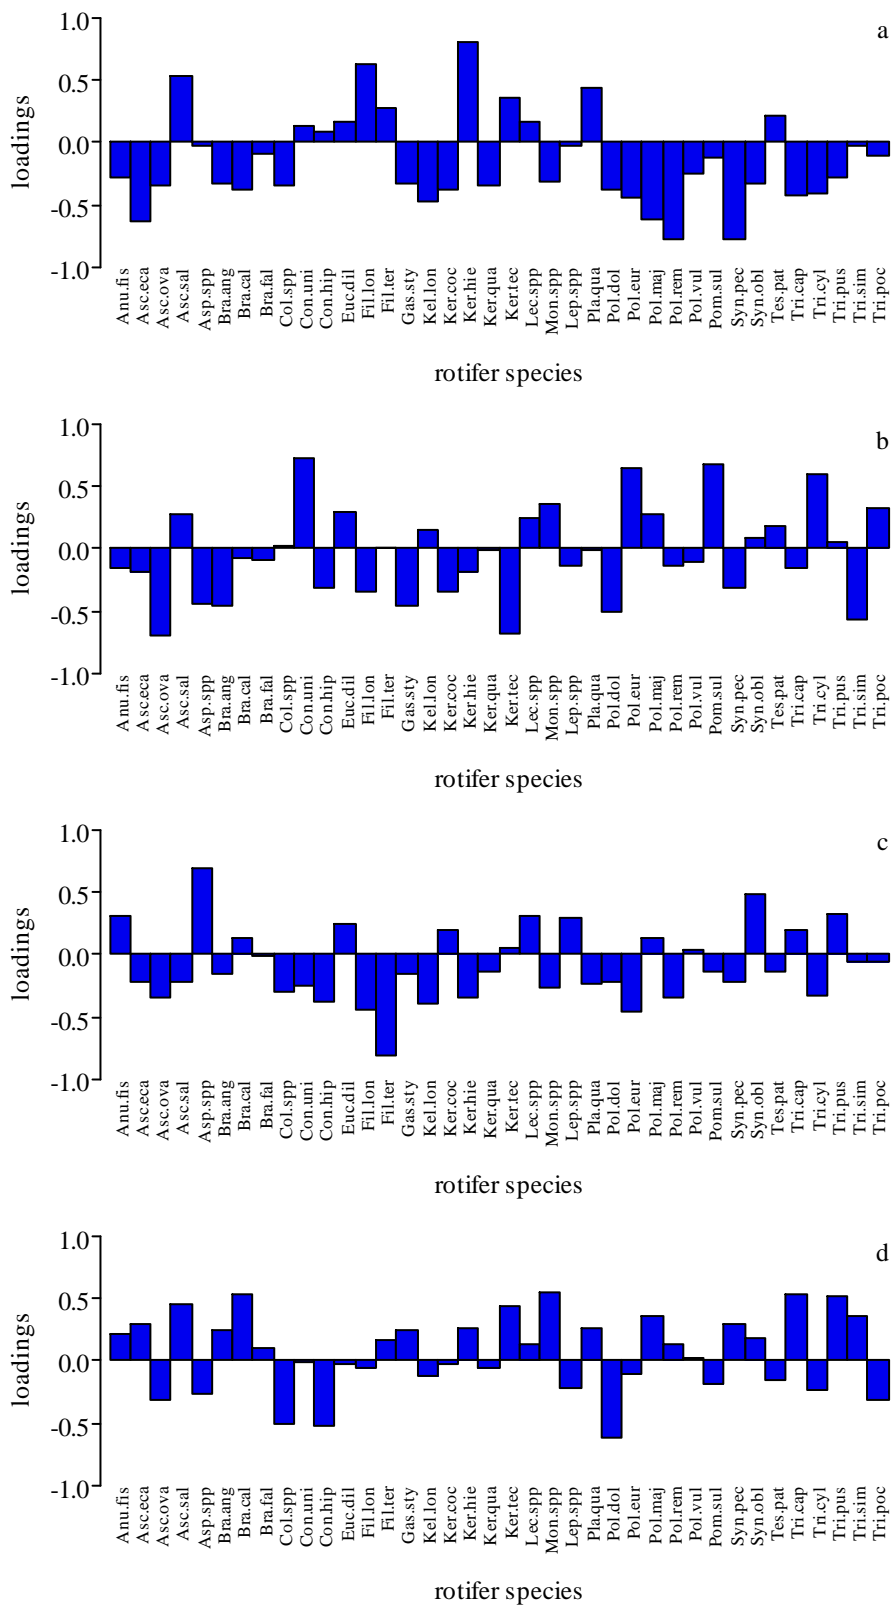 a
1.0
0.5
0.0
-0.5
-1.0
loadings
Anu.fis
Asc.eca
Asc.ova
Asc.sal
Asp.spp
Bra.ang
Bra.cal
Bra.fal
Col.spp
Con.uni
Con.hip
Euc.dil
Fil.lon
Fil.ter
Gas.sty
Kel.lon
Ker.coc
Ker.hie
Ker.qua
Ker.tec
Lec.spp
Mon.spp
Lep.spp
Pla.qua
Pol.dol
Pol.eur
Pol.maj
Pol.rem
Pol.vul
Pom.sul
Syn.pec
Syn.obl
Tes.pat
Tri.cap
Tri.cyl
Tri.pus
Tri.sim
Tri.poc
rotifer species
b
1.0
0.5
0.0
-0.5
-1.0
loadings
Anu.fis
Asc.eca
Asc.ova
Asc.sal
Asp.spp
Bra.ang
Bra.cal
Bra.fal
Col.spp
Con.uni
Con.hip
Euc.dil
Fil.lon
Fil.ter
Gas.sty
Kel.lon
Ker.coc
Ker.hie
Ker.qua
Ker.tec
Lec.spp
Mon.spp
Lep.spp
Pla.qua
Pol.dol
Pol.eur
Pol.maj
Pol.rem
Pol.vul
Pom.sul
Syn.pec
Syn.obl
Tes.pat
Tri.cap
Tri.cyl
Tri.pus
Tri.sim
Tri.poc
rotifer species
c
1.0
0.5
0.0
-0.5
-1.0
loadings
Anu.fis
Asc.eca
Asc.ova
Asc.sal
Asp.spp
Bra.ang
Bra.cal
Bra.fal
Col.spp
Con.uni
Con.hip
Euc.dil
Fil.lon
Fil.ter
Gas.sty
Kel.lon
Ker.coc
Ker.hie
Ker.qua
Ker.tec
Lec.spp
Mon.spp
Lep.spp
Pla.qua
Pol.dol
Pol.eur
Pol.maj
Pol.rem
Pol.vul
Pom.sul
Syn.pec
Syn.obl
Tes.pat
Tri.cap
Tri.cyl
Tri.pus
Tri.sim
Tri.poc
rotifer species
d
1.0
0.5
0.0
-0.5
-1.0
loadings
Anu.fis
Asc.eca
Asc.ova
Asc.sal
Asp.spp
Bra.ang
Bra.cal
Bra.fal
Col.spp
Con.uni
Con.hip
Euc.dil
Fil.lon
Fil.ter
Gas.sty
Kel.lon
Ker.coc
Ker.hie
Ker.qua
Ker.tec
Lec.spp
Mon.spp
Lep.spp
Pla.qua
Pol.dol
Pol.eur
Pol.maj
Pol.rem
Pol.vul
Pom.sul
Syn.pec
Syn.obl
Tes.pat
Tri.cap
Tri.cyl
Tri.pus
Tri.sim
Tri.poc
rotifer species